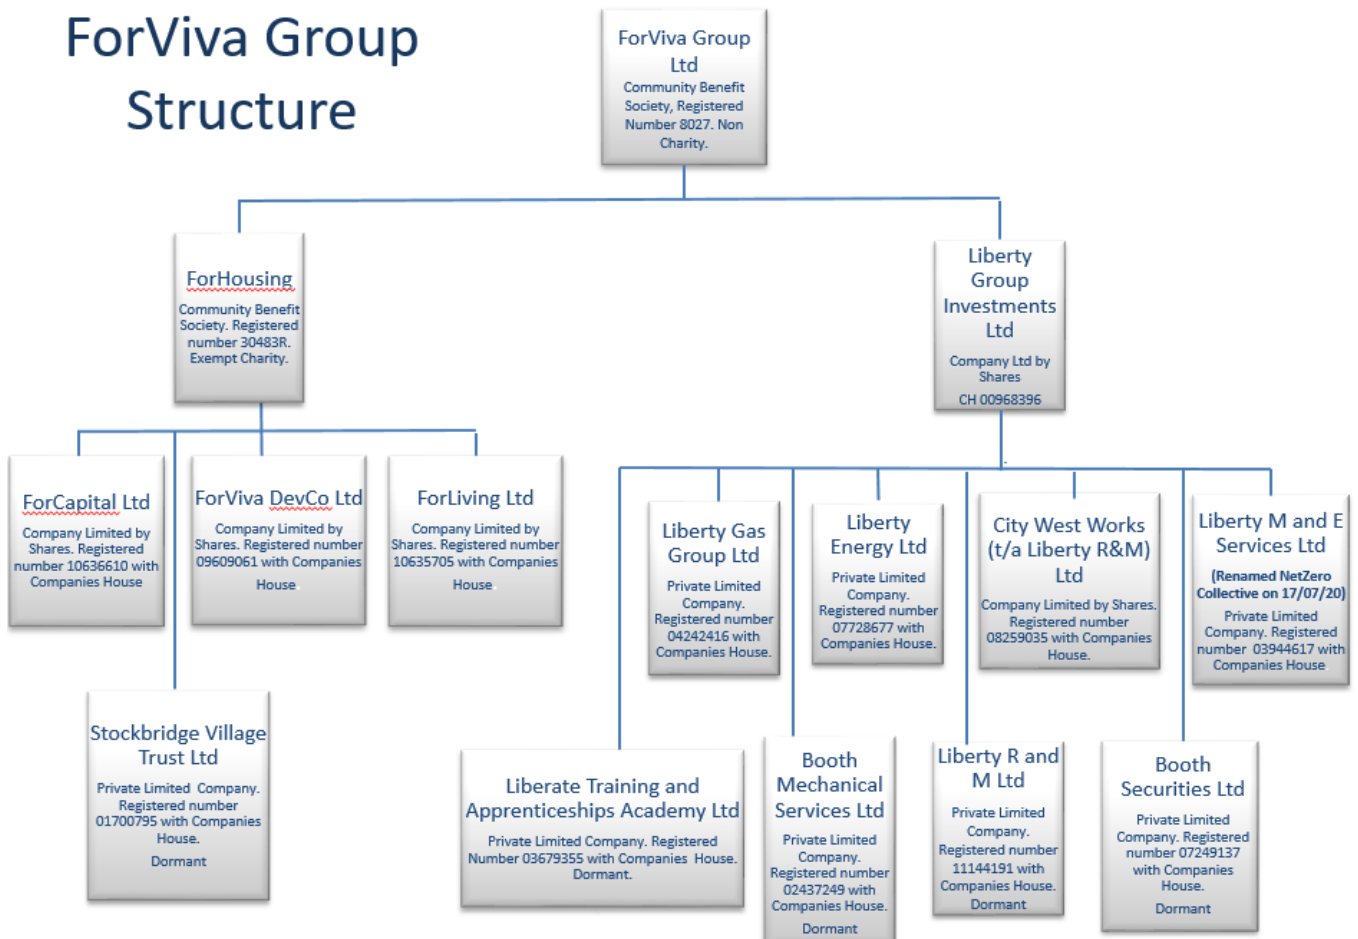 ForViva Group
Structure
ForViva Group
Ltd
Community Benefit
Society, Registered
Number 8027. Non
Charity.
ForHousing
Community Benefit
Society. Registered
number 30483R.
Exempt Charity.
Liberty
Group
Investments
Ltd
Company Ltd by
Shares
CH 00968396
ForCapital Ltd
Company Limited by
Shares. Registered
number 10636610 with
Companies House
ForViva DevCo Ltd
Company Limited by
Shares. Registered number
09609061 with Companies
House.
ForLiving Ltd
Company Limited by
Shares. Registered number
10635705 with Companies
House.
Liberty Gas
Group Ltd
Private Limited
Company.
Registered number
04242416 with
Companies House.
Liberty
Energy Ltd
Private Limited
Company.
Registered number
07728677 with
Companies House.
City West Works
(t/a Liberty R&M)
Ltd
Company Limited by Shares.
Registered number
08259035 with Companies
House.
Liberty M and E
Services Ltd
(Renamed NetZero
Collective on 17/07/20)
Private Limited
Company. Registered
number 03944617 with
Companies House
Stockbridge Village
Trust Ltd
Private Limited Company.
Registered number
01700795 with Companies
House.
Dormant
Liberate Training and
Apprenticeships Academy Ltd
Private Limited Company. Registered
Number 03679355 with Companies House.
Dormant.
Booth
Mechanical
Services Ltd
Private Limited
Company.
Registered number
02437249 with
Companies House.
Dormant
Liberty R and
M Ltd
Private Limited
Company.
Registered number
11144191 with
Companies House.
Dormant
Booth
Securities Ltd
Private Limited
Company. Registered
number 07249137
with Companies
House.
Dormant